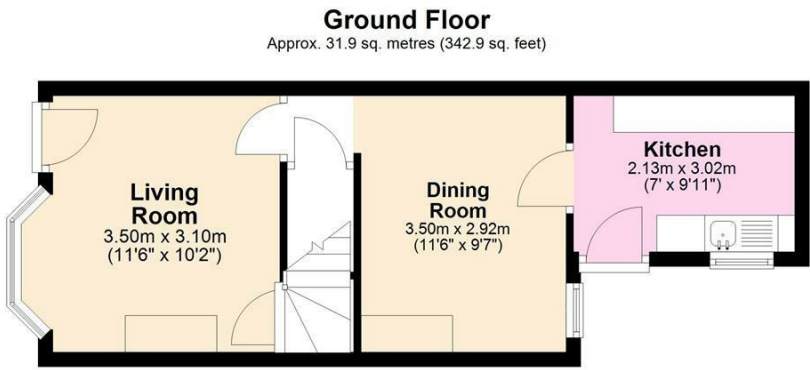 Ground Floor
Approx. 31.9 sq. metres (342.9 sq. feet)
Living
Room
3.50m x 3.10m
(11'6" x 10'2")
Dining
Room
3.50m x 2.92m
(11'6" x 9'7")
Kitchen
2.13m x 3.02m
(7' x 9'11")